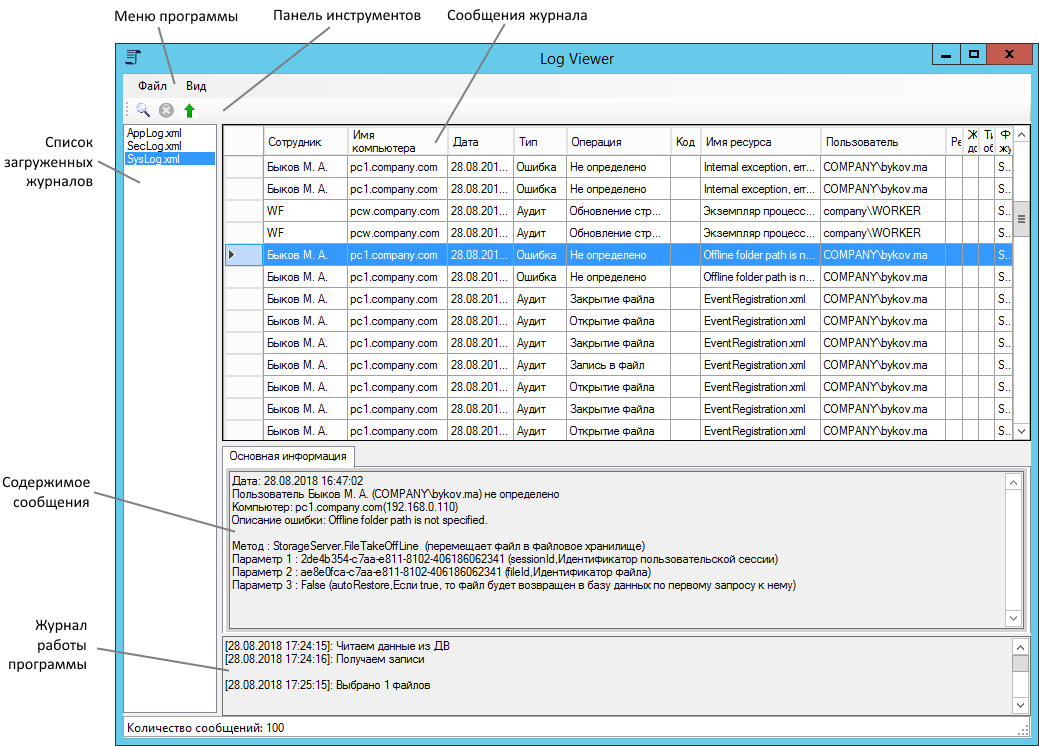 Меню программы
Панель инструментов
Сообщения журнала
Log Viewer
Файл Вид
Список
загруженных
журналов
AppLog.xml
SecLog.xml
SysLog.xml
Сотрудник Имя компьютера Дата Тип Операция Код Имя ресурса Пользователь Ре Ж дс Ти об Ф жу
Быков М. А. pc1.company.com 28.08.201... Ошибка Не определено Internal exception, err... COMPANY\bykov.ma S..
Быков М. А. pc1.company.com 28.08.201... Ошибка Не определено Internal exception, err... COMPANY\bykov.ma S..
WF pcw.company.com 28.08.201... Аудит Обновление стр... Экземпляр процесс... company\WORKER S..
WF pcw.company.com 28.08.201... Аудит Обновление стр... Экземпляр процесс... company\WORKER S..
Быков М. А. pc1.company.com 28.08.201... Ошибка Не определено Offline folder path is n... COMPANY\bykov.ma S..
Быков М. А. pc1.company.com 28.08.201... Ошибка Не определено Offline folder path is n... COMPANY\bykov.ma S..
Быков М. А. pc1.company.com 28.08.201... Аудит Закрытие файла EventRegistration.xml COMPANY\bykov.ma S..
Быков М. А. pc1.company.com 28.08.201... Аудит Открытие файла EventRegistration.xml COMPANY\bykov.ma S..
Быков М. А. pc1.company.com 28.08.201... Аудит Закрытие файла EventRegistration.xml COMPANY\bykov.ma S..
Быков М. А. pc1.company.com 28.08.201... Аудит Запись в файл EventRegistration.xml COMPANY\bykov.ma S..
Быков М. А. pc1.company.com 28.08.201... Аудит Открытие файла EventRegistration.xml COMPANY\bykov.ma S..
Быков М. А. pc1.company.com 28.08.201... Аудит Закрытие файла EventRegistration.xml COMPANY\bykov.ma S..
Быков М. А. pc1.company.com 28.08.201... Аудит Открытие файла EventRegistration.xml COMPANY\bykov.ma S..
Основная информация
Содержимое
сообщения
Дата: 28.08.2018 16:47:02
Пользователь Быков М. А. (COMPANY\bykov.ma) не определено
Компьютер: pc1.company.com(192.168.0.110)
Описание ошибки: Offline folder path is not specified.
Метод : StorageServer.FileTakeOffLine (перемещает файл в файловое хранилище)
Параметр 1 : 2de4b354-c7aa-e811-8102-406186062341 (sessionId,Идентификатор пользовательской сессии)
Параметр 2 : ae8e0fca-c7aa-e811-8102-406186062341 (fileId,Идентификатор файла)
Параметр 3 : False (autoRestore,Если true, то файл будет возвращен в базу данных по первому запросу к нему)
Журнал
работы
программы
[28.08.2018 17:24:15]: Читаем данные из ДВ
[28.08.2018 17:24:16]: Получаем записи
[28.08.2018 17:25:15]: Выбрано 1 файлов
Количество сообщений: 100